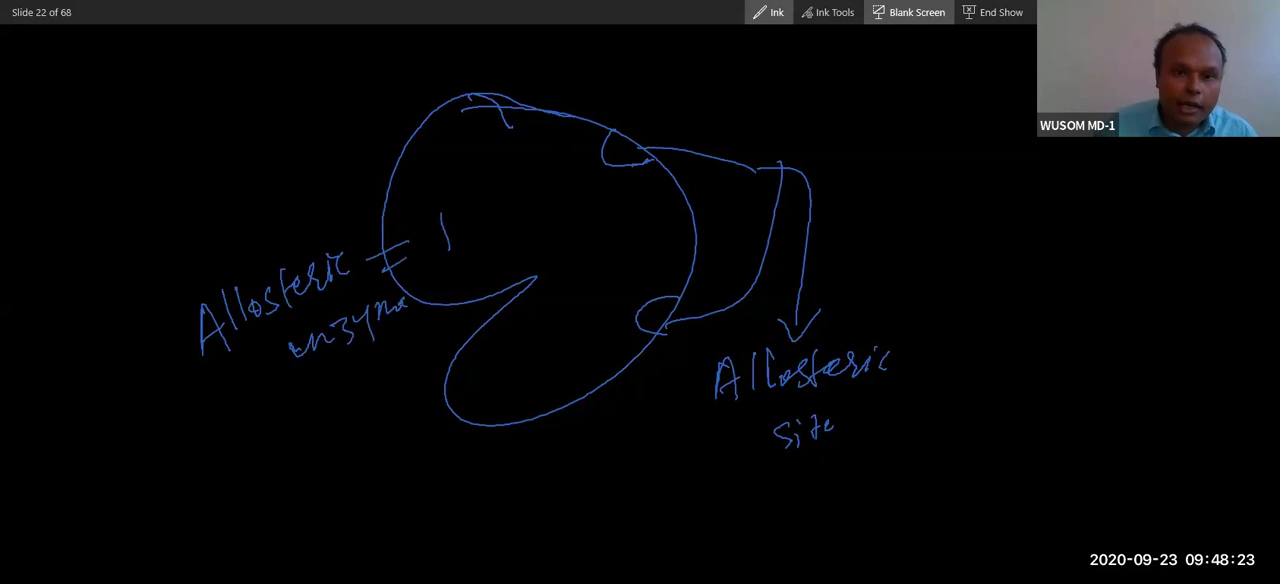 Slide 22 of 68
Ink
Ink Tools
Blank Screen
End Show
WUSOM MD-1
Allosteric
enzyme
Allosteric
site
2020-09-23 09:48:23